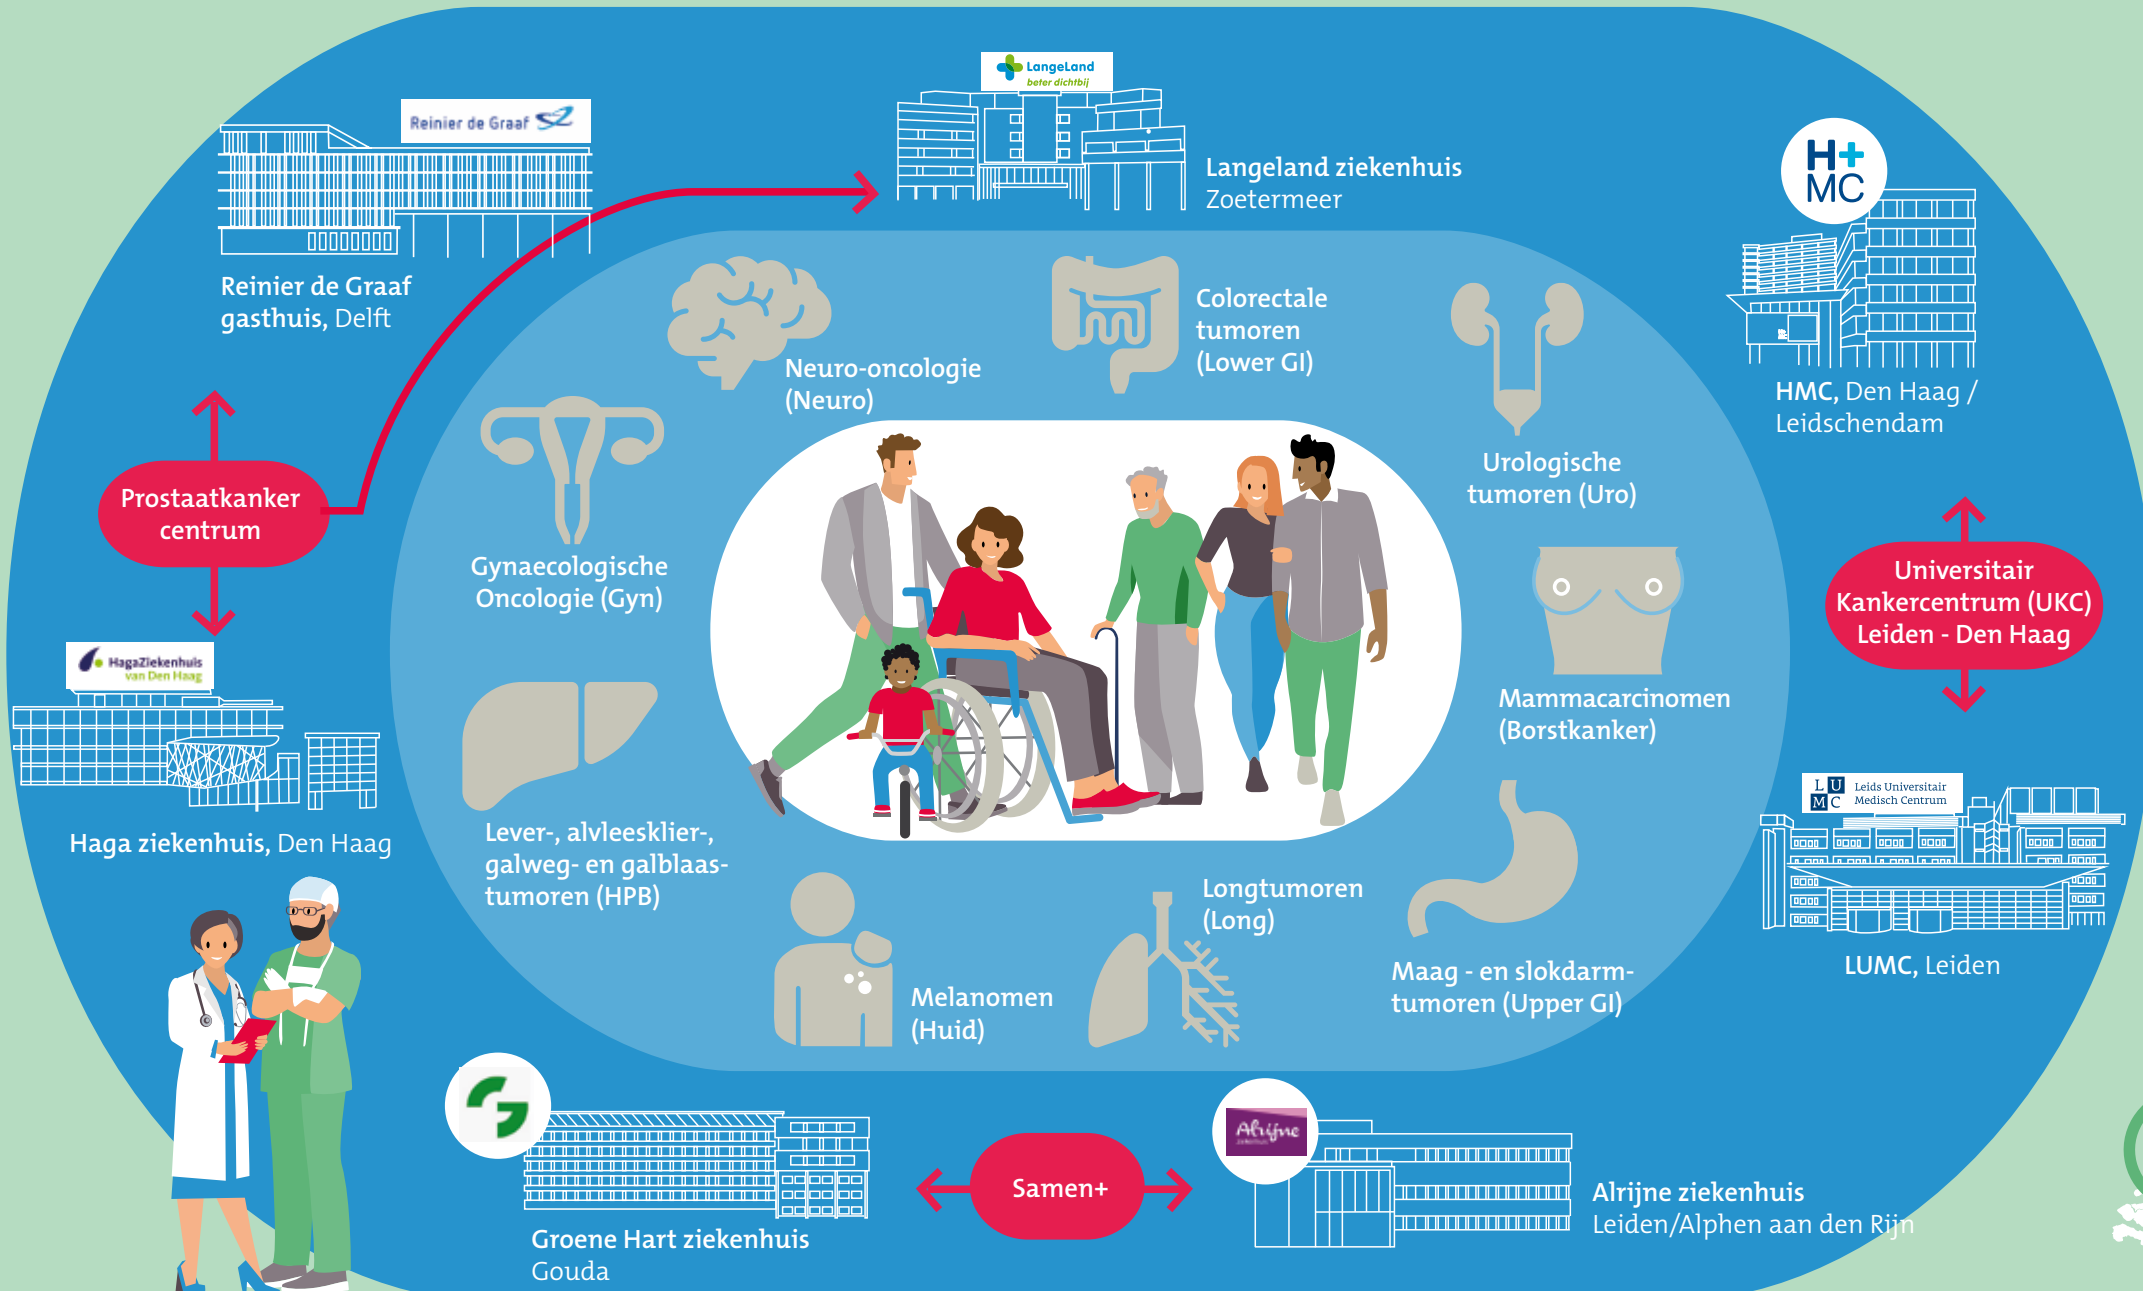 LangeLand
beter dichtbij
Reinier de Graaf
H+
MC
Langeland ziekenhuis
Zoetermeer
Reinier de Graaf
gasthuis, Delft
Colorectale
tumoren
(Lower GI)
Neuro-oncologie
(Neuro)
HMC, Den Haag /
Leidschendam
Urologische
tumoren (Uro)
Prostaatkanker
centrum
Gynaecologische
Oncologie (Gyn)
Universitair
Kankercentrum (UKC)
Leiden - Den Haag
HagaZiekenhuis
van Den Haag
Mammacarcinomen
(Borstkanker)
LU
MC
Leids Universitair
Medisch Centrum
Haga ziekenhuis, Den Haag
Lever-, alvleesklier-,
galweg- en galblaas-
tumoren (HPB)
Longtumoren
(Long)
Maag - en slokdarm-
tumoren (Upper GI)
LUMC, Leiden
Melanomen
(Huid)
Alrijne
Samen+
Alrijne ziekenhuis
Leiden/Alphen aan den Rijn
Groene Hart ziekenhuis
Gouda